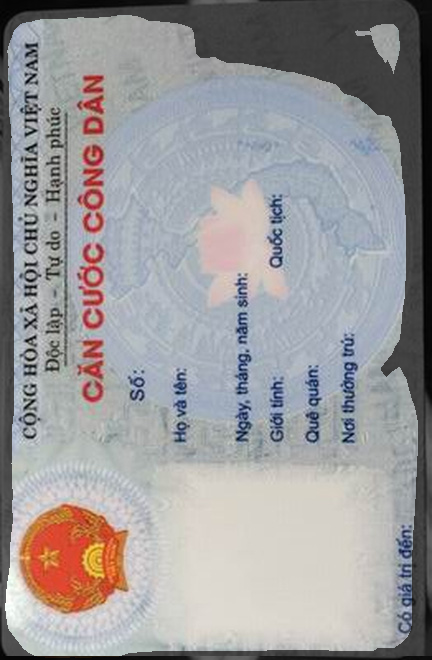 CỘNG HÒA XÃ HỘI CHỦ NGHĨA VIỆT NAM
Độc lập - Tự do - Hạnh phúc
CĂN CƯỚC CÔNG DÂN
Số:
Họ và tên:
Ngày, tháng, năm sinh:
Giới tính: Quốc tịch:
Quê quán:
Nơi thường trú:
Có giá trị đến: